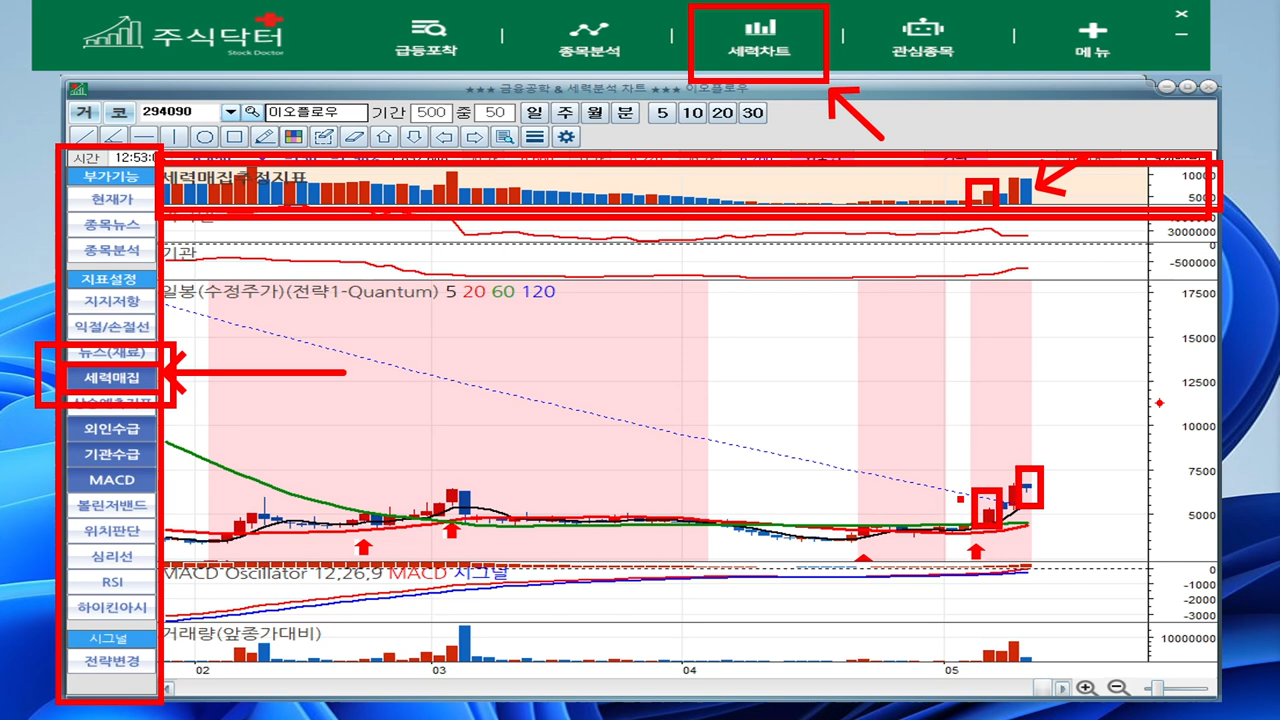 주식닥터
Stock Doctor
급등포착
종목분석
세력차트
관심종목
메뉴
★★★ 금융공학 & 세력분석 차트 ★★★ 이오플로우
거 코 294090 이오플로우 기간 500 중 50 일 주 월 분 5 10 20 30
시간 12:53:0
부가기능
현재가
종목뉴스
종목분석
지표설정
지지저항
익절/손절선
뉴스(재료)
세력매집
외인수급
기관수급
MACD
볼린저밴드
위치판단
심리선
RSI
하이킨아시
시그널
전략변경
세력매집추정지표
10000
5000
3000000
0
기관
-500000
일봉(수정주가)(전략1-Quantum) 5 20 60 120
17500
15000
12500
10000
7500
5000
MACD Oscillator 12,26,9 MACD 시그널
0
-1000
-2000
-3000
거래량(앞종가대비)
10000000
02 03 04 05